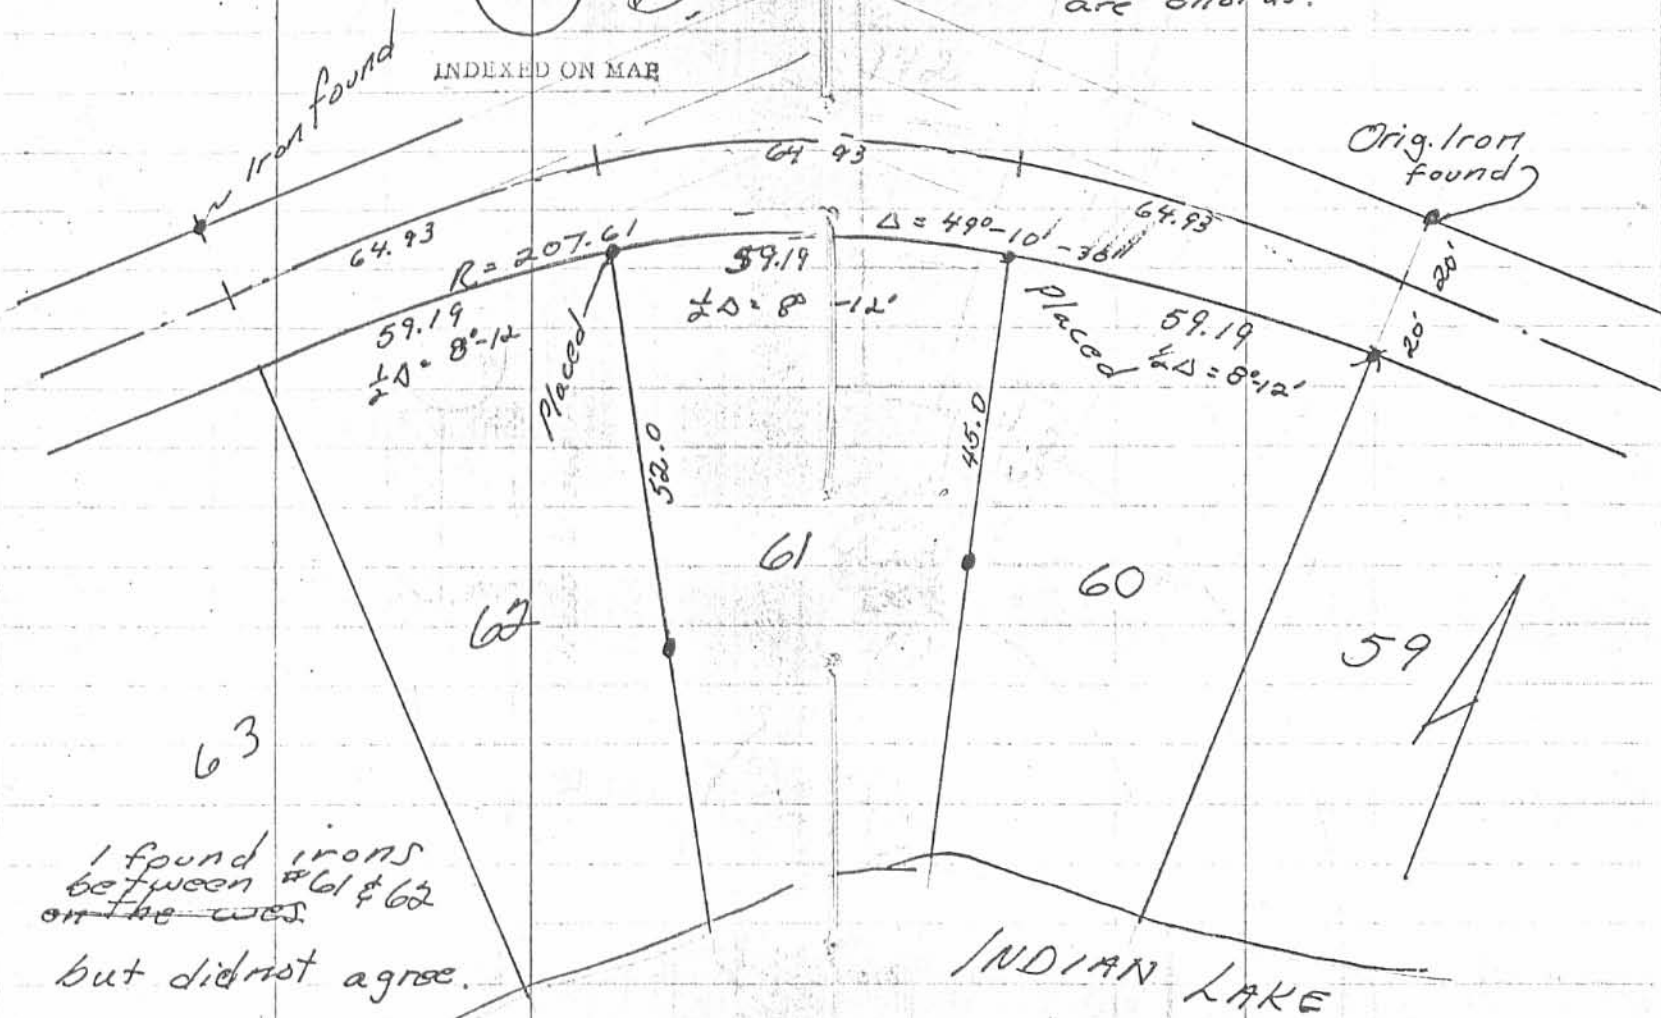 are chords.
INDEXED ON MAP
Iron found
Orig. Iron
found
64.93
64.93
64.93
R = 207.61
Δ = 49°-10'
59.19
½Δ = 8°-12
59.19
½Δ = 8° -12'
59.19
½Δ = 8°-12'
Placed
Placed
20'
20'
52.0
45.0
63
62
61
60
59
I found irons
between #61 & 62
on the wes
but did not agree.
INDIAN LAKE